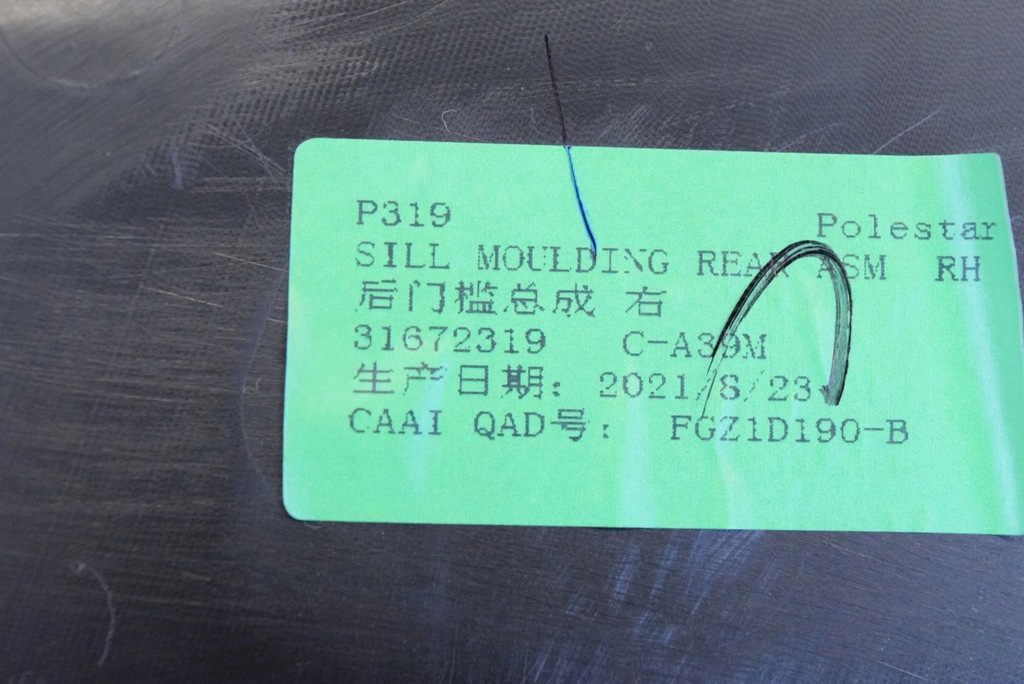 P319 Polestar
SILL MOULDING REAR ASM RH
后门槛总成 右
31672319 C-A39M
生产日期: 2021/8/23
CAAI QAD号: FGZ1D190-B